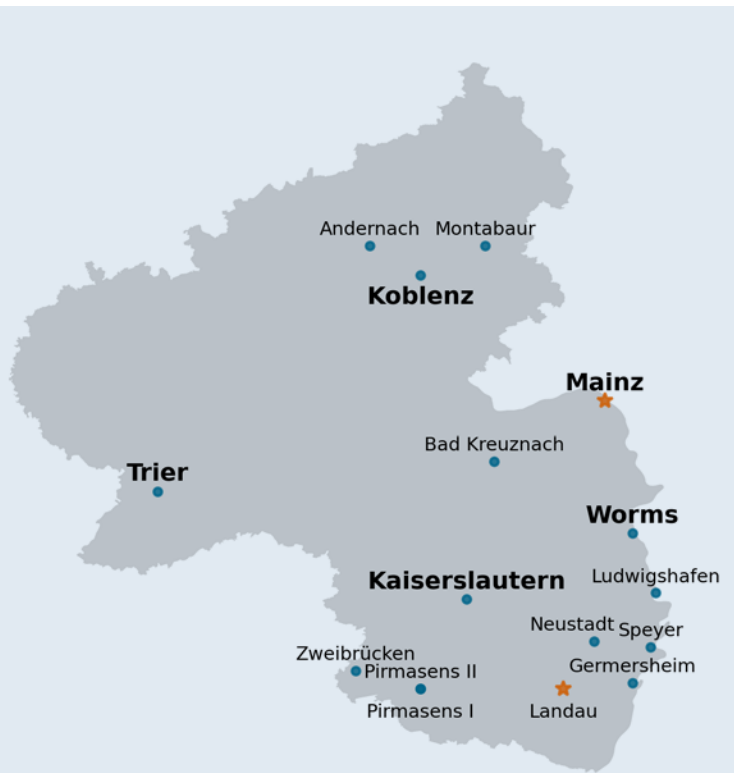 Andernach
Montabaur
Koblenz
Mainz
Bad Kreuznach
Trier
Worms
Kaiserslautern
Ludwigshafen
Neustadt
Speyer
Zweibrücken
Germersheim
Pirmasens II
Pirmasens I
Landau